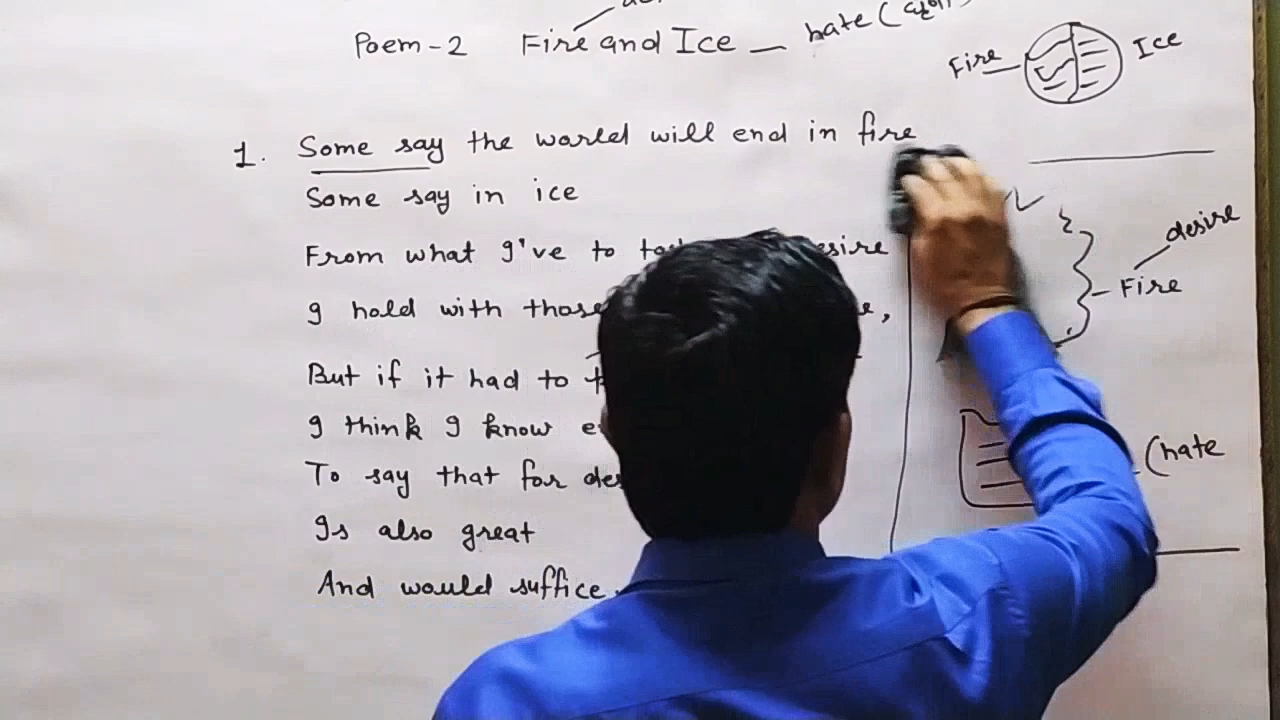 Poem-2 Fire and Ice — hate (
Fire Ice
1. Some say the world will end in fire
Some say in ice
From what I've to
I hold with those
But if it had to
I think I know
To say that for
Is also great
And would suffice.
desire
Fire
(hate